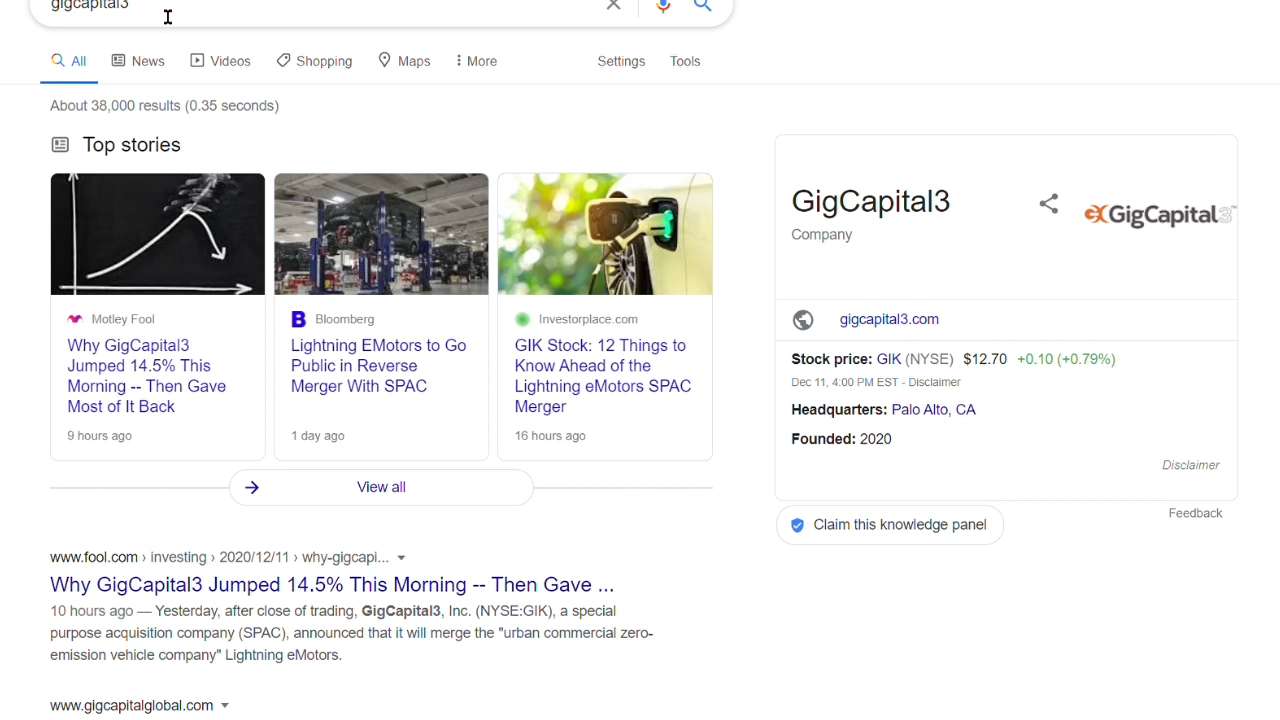 gigcapital3
All News Videos Shopping Maps More Settings Tools
About 38,000 results (0.35 seconds)
Top stories
Motley Fool
Why GigCapital3
Jumped 14.5% This
Morning -- Then Gave
Most of It Back
9 hours ago
Bloomberg
Lightning EMotors to Go
Public in Reverse
Merger With SPAC
1 day ago
Investorplace.com
GIK Stock: 12 Things to
Know Ahead of the
Lightning eMotors SPAC
Merger
16 hours ago
View all
www.fool.com › investing › 2020/12/11 › why-gigcapi...
Why GigCapital3 Jumped 14.5% This Morning -- Then Gave ...
10 hours ago — Yesterday, after close of trading, GigCapital3, Inc. (NYSE:GIK), a special
purpose acquisition company (SPAC), announced that it will merge the "urban commercial zero-
emission vehicle company" Lightning eMotors.
www.gigcapitalglobal.com
GigCapital3
Company
GigCapital3™
gigcapital3.com
Stock price: GIK (NYSE) $12.70 +0.10 (+0.79%)
Dec 11, 4:00 PM EST - Disclaimer
Headquarters: Palo Alto, CA
Founded: 2020
Disclaimer
Feedback
Claim this knowledge panel